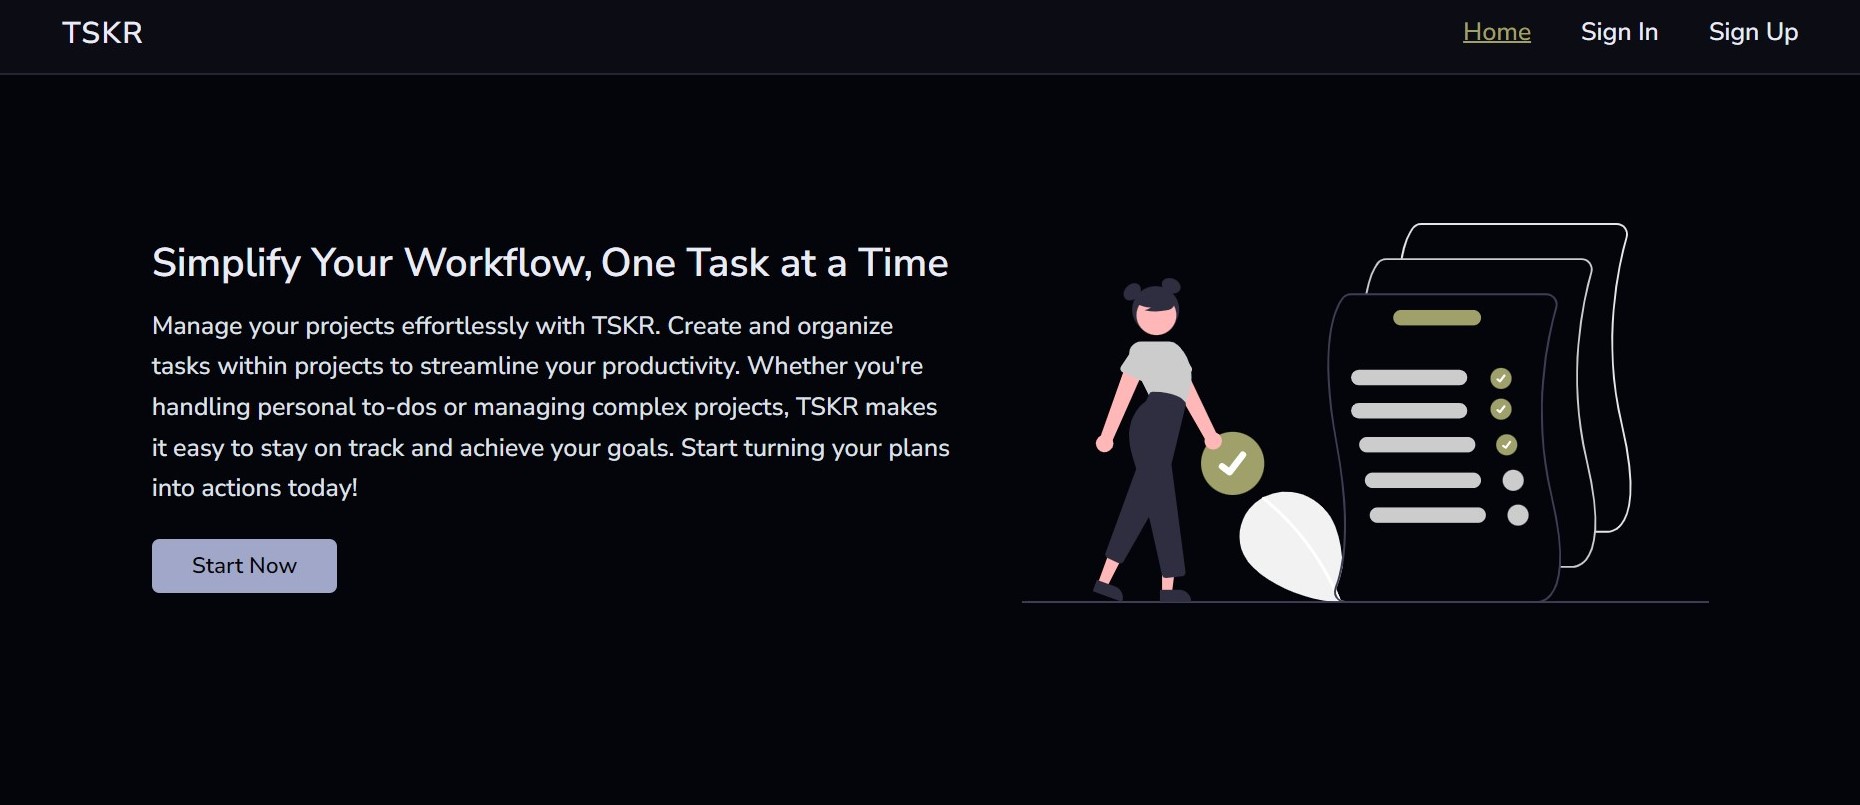 TSKR
Home
Sign In
Sign Up
Simplify Your Workflow, One Task at a Time
Manage your projects effortlessly with TSKR. Create and organize
tasks within projects to streamline your productivity. Whether you're
handling personal to-dos or managing complex projects, TSKR makes
it easy to stay on track and achieve your goals. Start turning your plans
into actions today!
Start Now